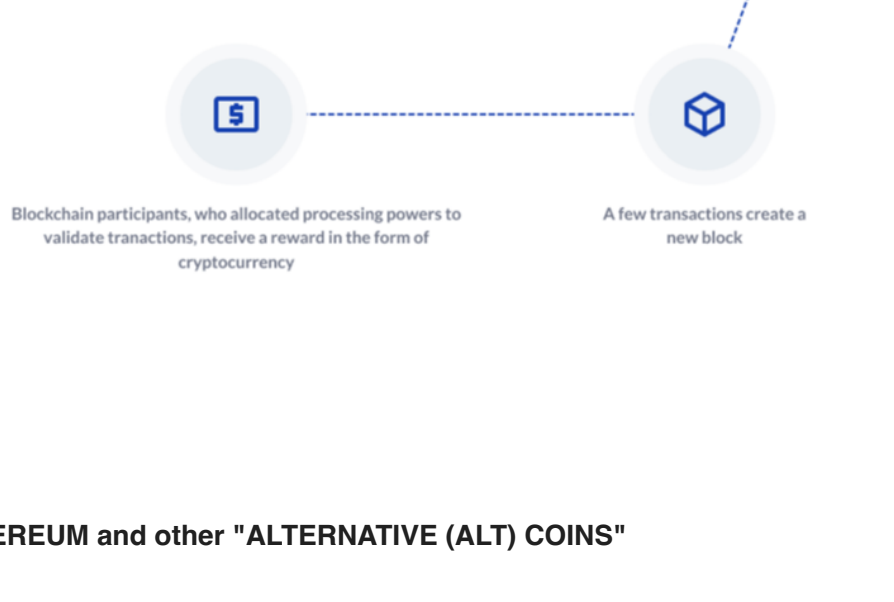 $
Blockchain participants, who allocated processing powers to
validate tranactions, receive a reward in the form of
cryptocurrency
A few transactions create a
new block
EREUM and other "ALTERNATIVE (ALT) COINS"